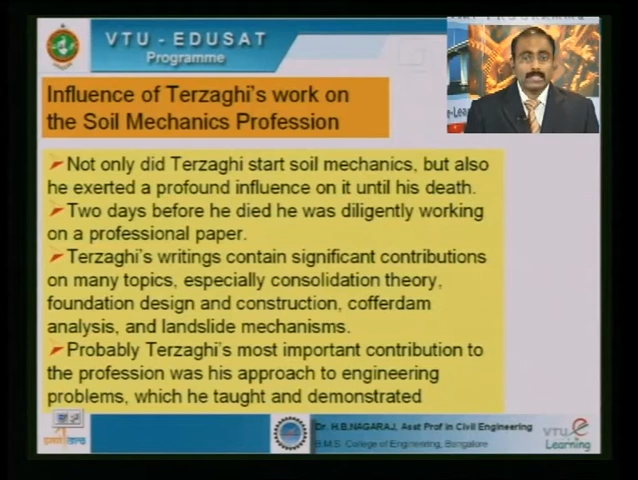 VTU - EDUSAT
Programme
Influence of Terzaghi's work on
the Soil Mechanics Profession
Not only did Terzaghi start soil mechanics, but also
he exerted a profound influence on it until his death.
Two days before he died he was diligently working
on a professional paper.
Terzaghi's writings contain significant contributions
on many topics, especially consolidation theory,
foundation design and construction, cofferdam
analysis, and landslide mechanisms.
Probably Terzaghi's most important contribution to
the profession was his approach to engineering
problems, which he taught and demonstrated
Dr. H.B.NAGARAJ, Asst Prof in Civil Engineering
B.M.S. College of Engineering, Bangalore
VTU e
Learning